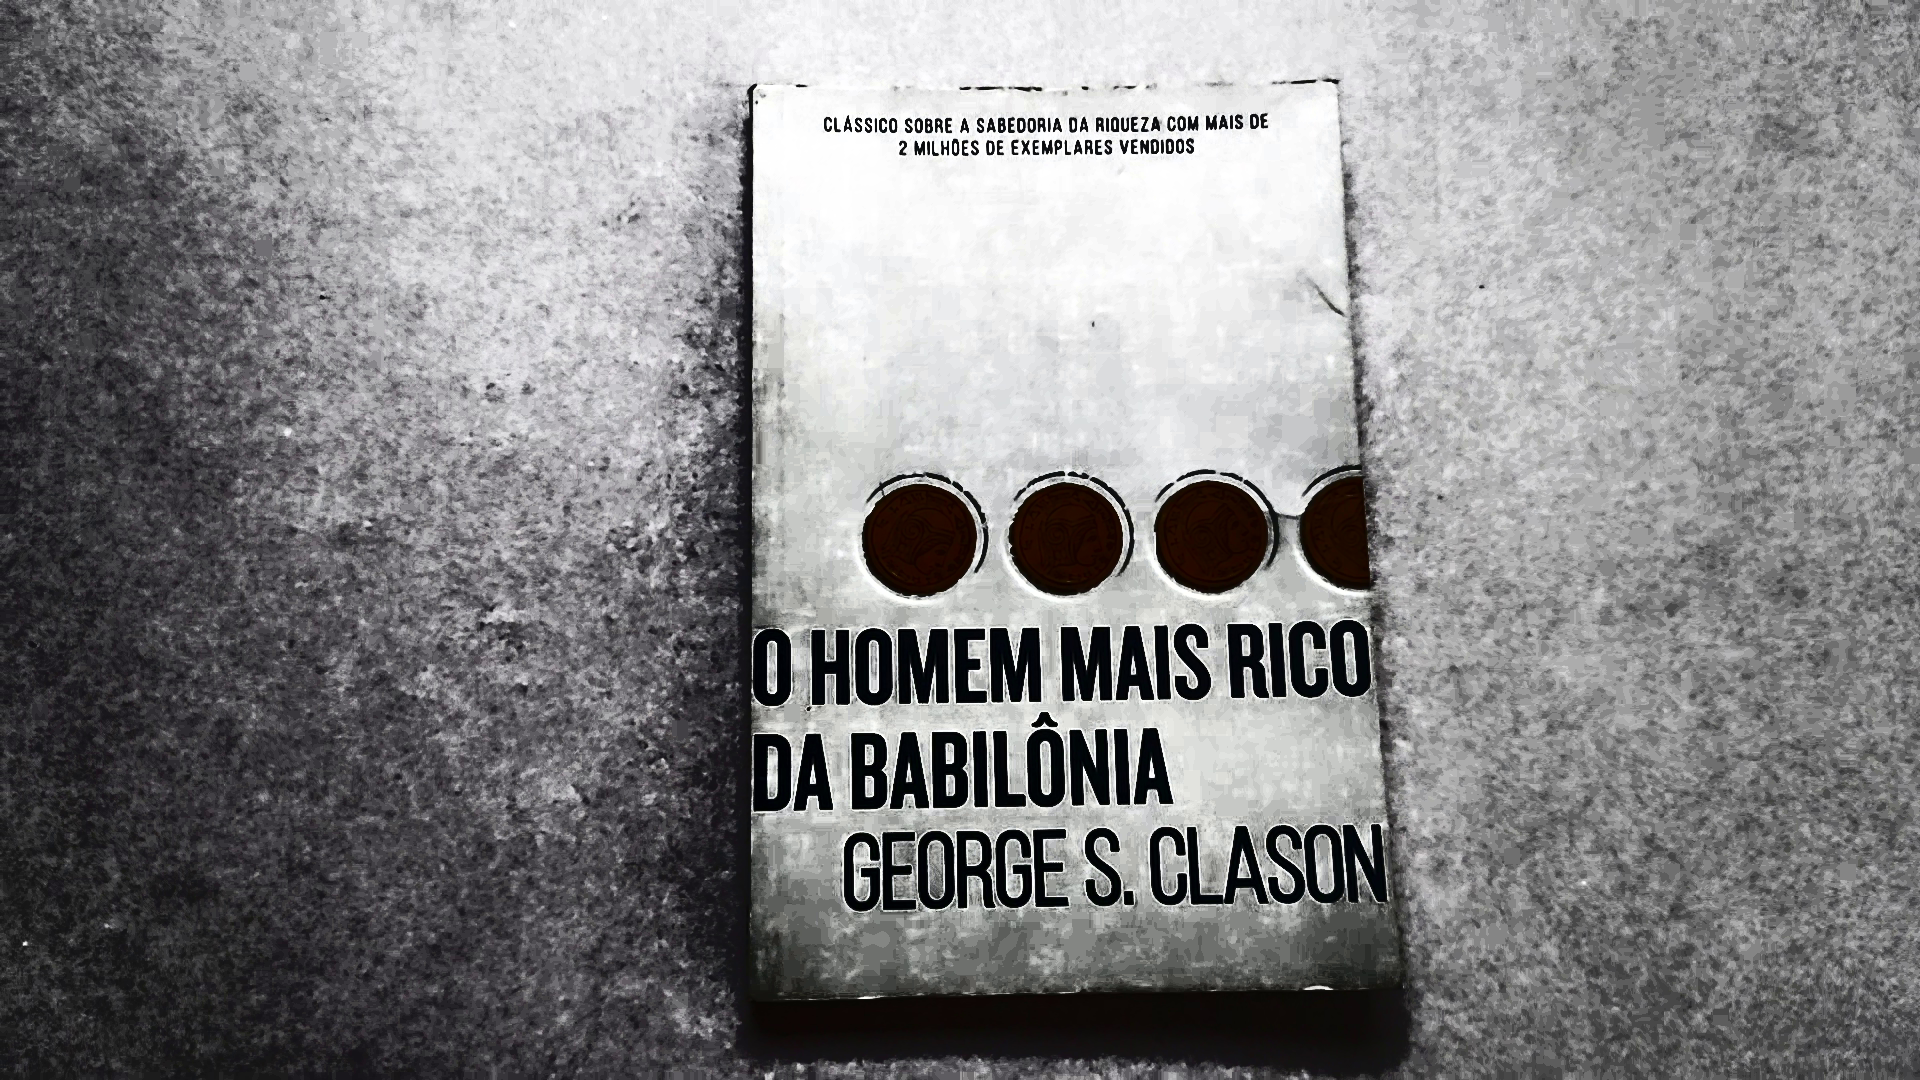 CLÁSSICO SOBRE A SABEDORIA DA RIQUEZA COM MAIS DE
2 MILHÕES DE EXEMPLARES VENDIDOS
O HOMEM MAIS RICO
DA BABILÔNIA
GEORGE S. CLASON